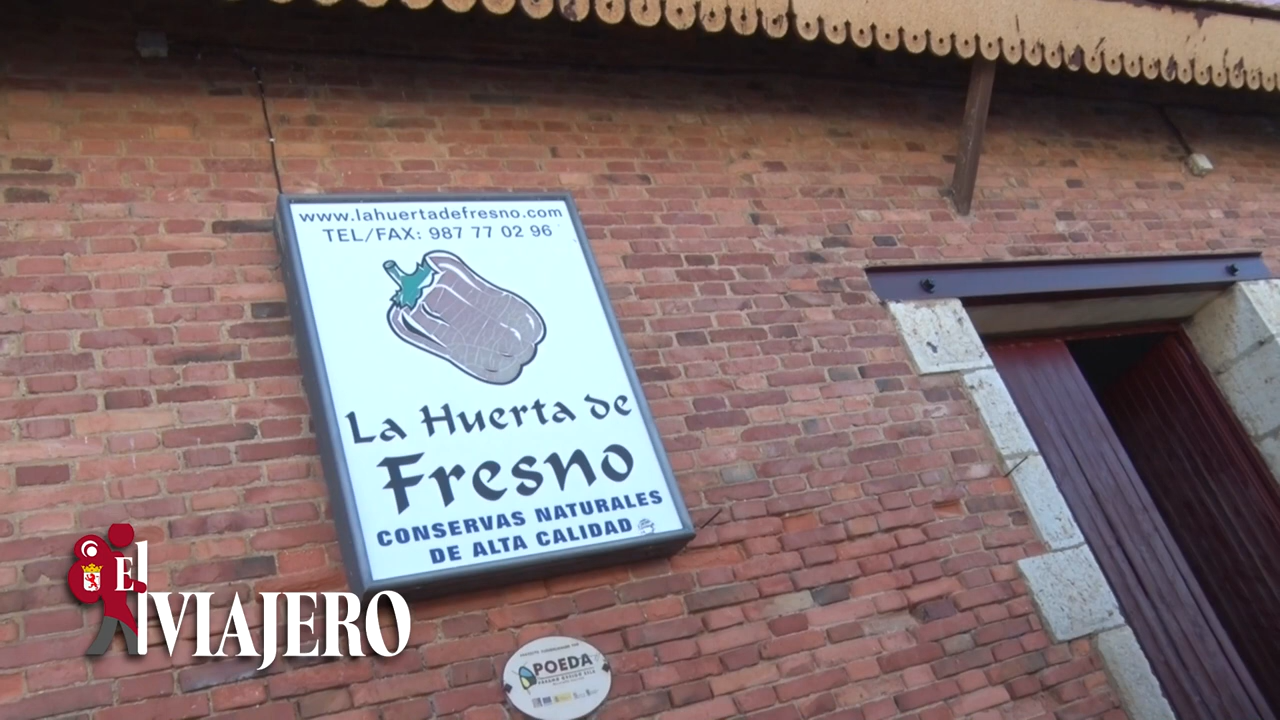 www.lahuertadefresno.com
TEL/FAX: 987 77 02 96
La Huerta de
Fresno
CONSERVAS NATURALES
DE ALTA CALIDAD
El
VIAJERO
POEDA